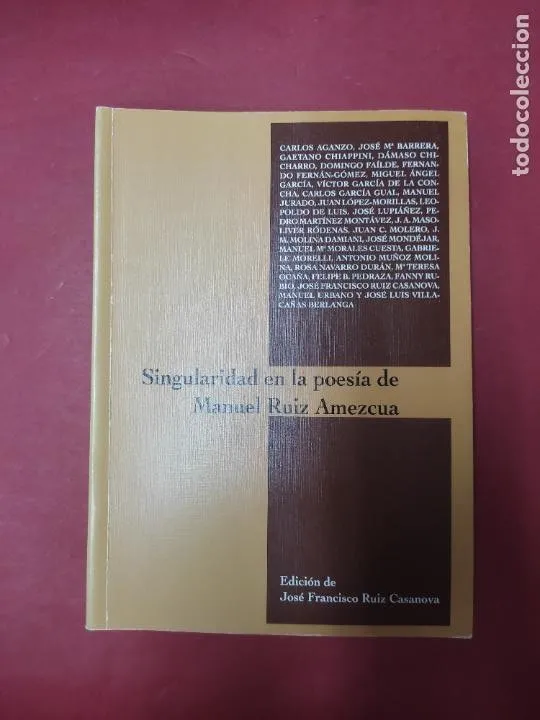 CARLOS AGANZO, JOSÉ Mª BARRERA,
GAETANO CHIAPPINI, DÁMASO CHI-
CHARRO, DOMINGO FAÍLDE, FERNAN-
DO FERNÁN-GÓMEZ, MIGUEL ÁNGEL
GARCÍA, VÍCTOR GARCÍA DE LA CON-
CHA, CARLOS GARCÍA GUAL, MANUEL
JURADO, JUAN LÓPEZ-MORILLAS, LEO-
POLDO DE LUIS, JOSÉ LUPIÁÑEZ, PE-
DRO MARTÍNEZ MONTÁVEZ, J. A. MASO-
LIVER RÓDENAS, JUAN C. MOLERO, J.
M. MOLINA DAMIANI, JOSÉ MONDÉJAR,
MANUEL Mª MORALES CUESTA, GABRIE-
LE MORELLI, ANTONIO MUÑOZ MOLI-
NA, ROSA NAVARRO DURÁN, Mª TERESA
OCAÑA, FELIPE B. PEDRAZA, FANNY RU-
BIO, JOSÉ FRANCISCO RUIZ CASANOVA,
MANUEL URBANO Y JOSÉ LUIS VILLA-
CAÑAS BERLANGA
Singularidad en la poesía de
Manuel Ruiz Amezcua
Edición de
José Francisco Ruiz Casanova
todocoleccion